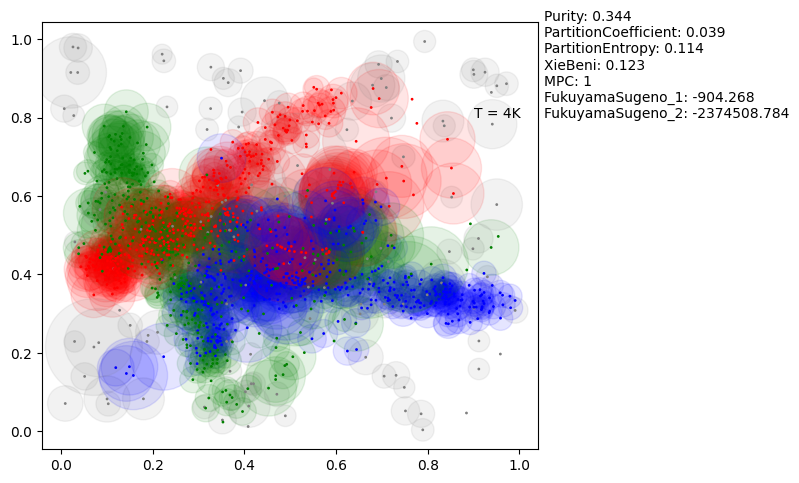 Purity: 0.344
PartitionCoefficient: 0.039
PartitionEntropy: 0.114
XieBeni: 0.123
MPC: 1
FukuyamaSugeno_1: -904.268
FukuyamaSugeno_2: -2374508.784
T = 4K
1.0
0.8
0.6
0.4
0.2
0.0
0.0 0.2 0.4 0.6 0.8 1.0